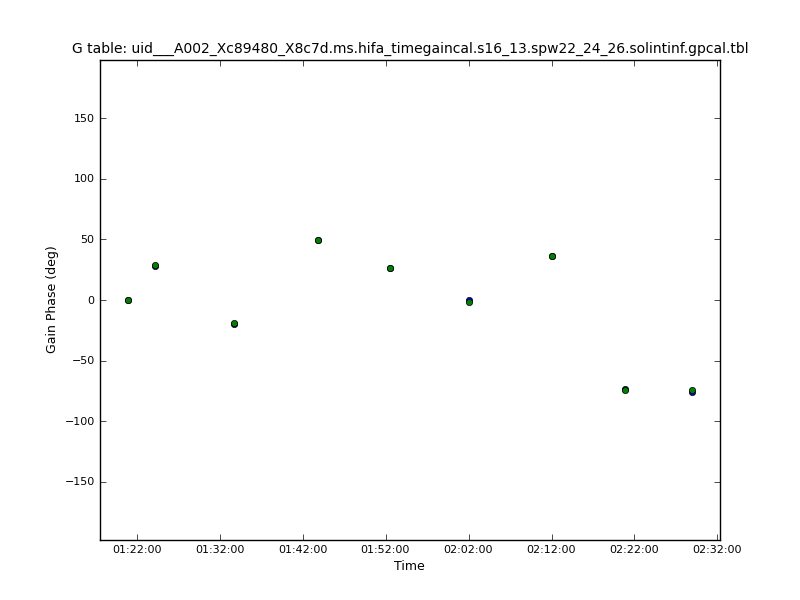 G table: uid___A002_Xc89480_X8c7d.ms.hifa_timegaincal.s16_13.spw22_24_26.solintinf.gpcal.tbl
150
100
50
0
−50
−100
−150
Gain Phase (deg)
01:22:00 01:32:00 01:42:00 01:52:00 02:02:00 02:12:00 02:22:00 02:32:00
Time